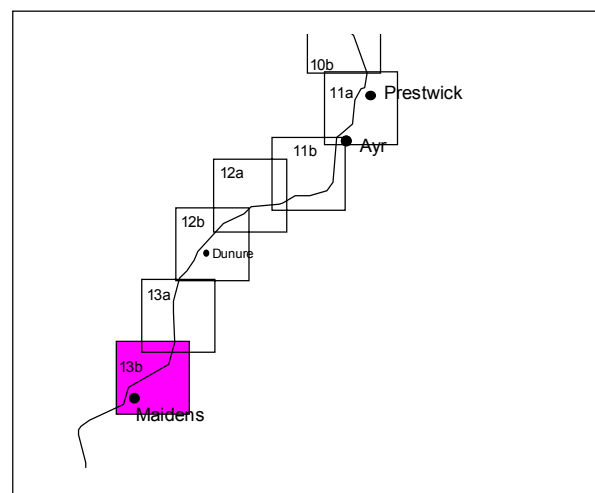 10b
11a
Prestwick
11b
Ayr
12a
12b
Dunure
13a
13b
Maidens